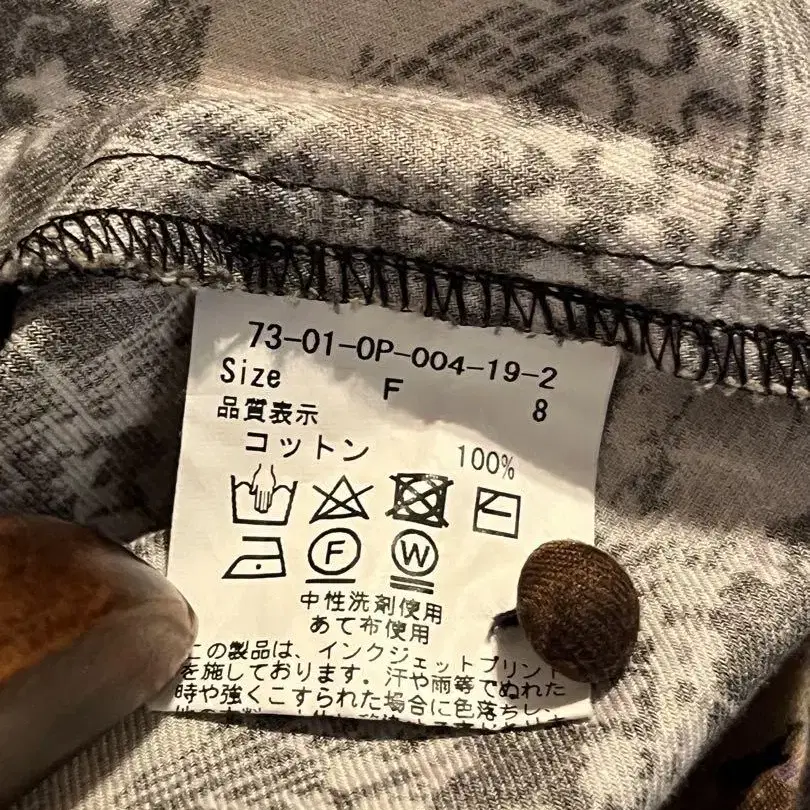 73-01-OP-004-19-2
Size F 8
品質表示
コットン 100%
F W
中性洗剤使用
あて布使用
この製品は、インクジェットプリント
を施しております。汗や雨等でぬれた
時や強くこすられた場合に色落ちし